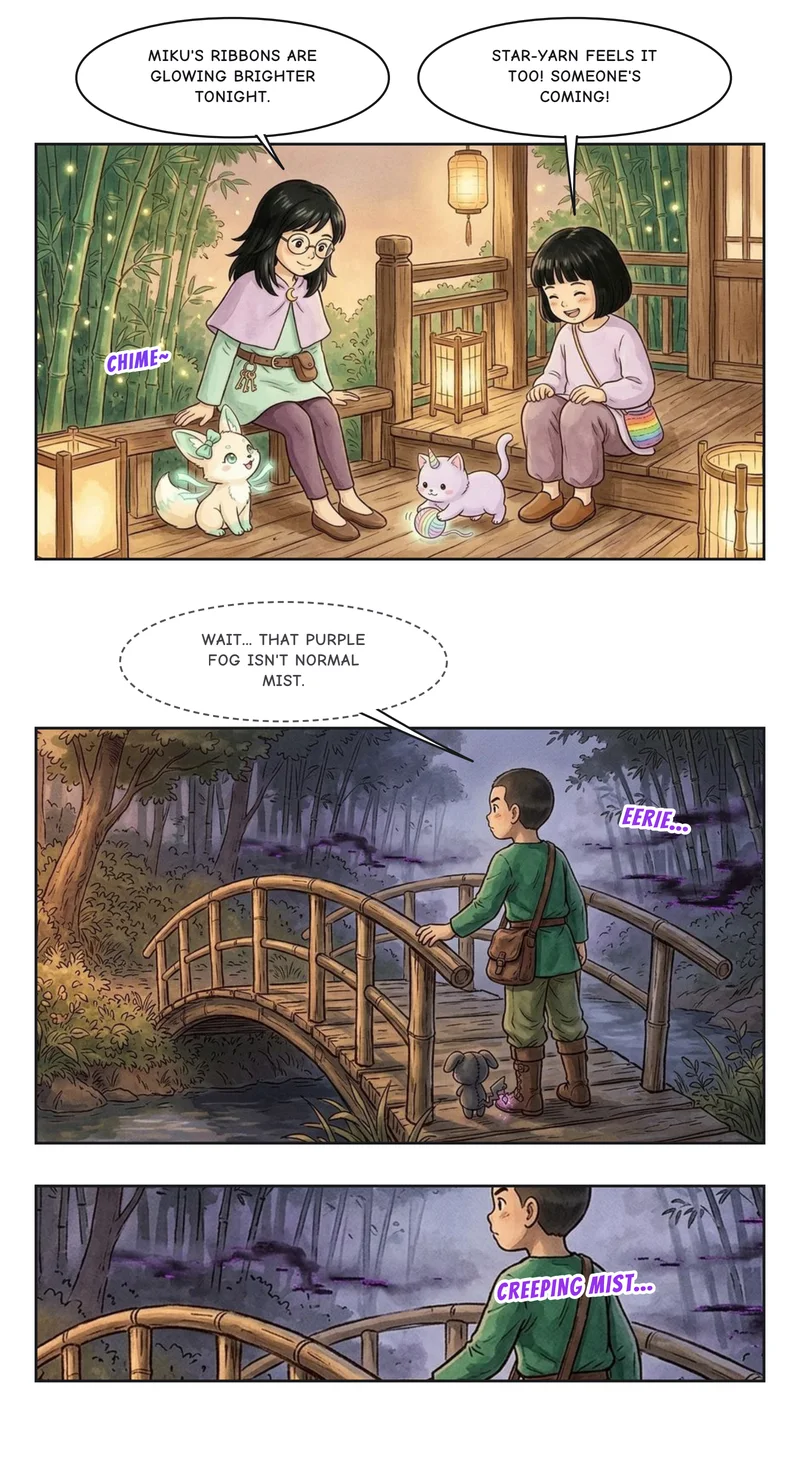 MIKU'S RIBBONS ARE
GLOWING BRIGHTER
TONIGHT.
STAR-YARN FEELS IT
TOO! SOMEONE'S
COMING!
CHIME~
WAIT... THAT PURPLE
FOG ISN'T NORMAL
MIST.
EERIE...
CREEPING MIST...